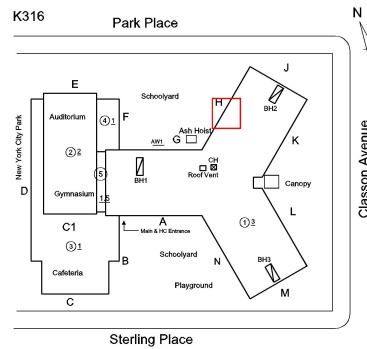 K316
Park Place
N
E
J
Schoolyard
H
Auditorium
4 1
F
BH2
Ash Hoist
AW1
G
K
New York City Park
2 2
5
CH
Roof Vent
BH1
Canopy
Classon Avenue
D
Gymnasium
1.5
L
A
C1
Main & HC Entrance
1 3
3 1
B
Schoolyard
N
BH3
Cafeteria
Playground
M
C
Sterling Place